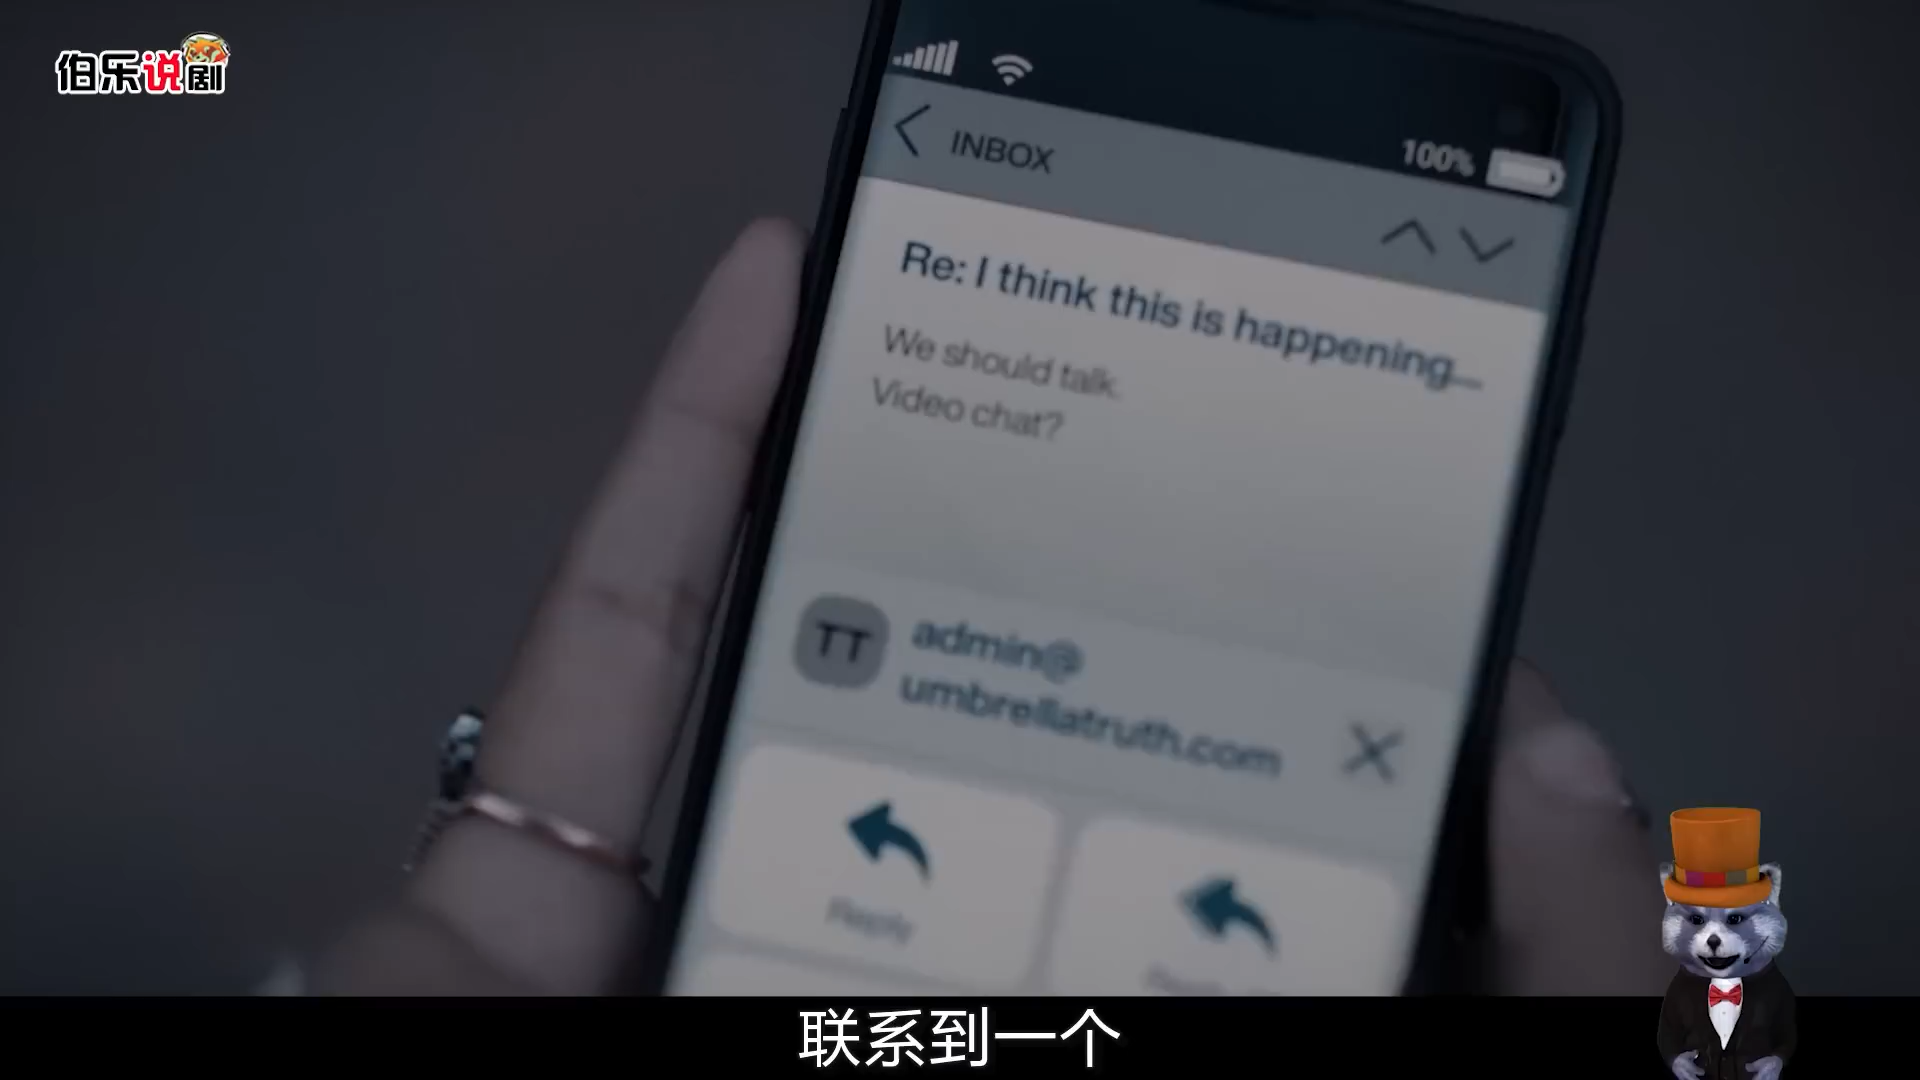 伯乐说剧
100%
INBOX
Re: I think this is happening...
We should talk.
Video chat?
TT
admin@
umbrellatruth.com
Reply
联系到一个